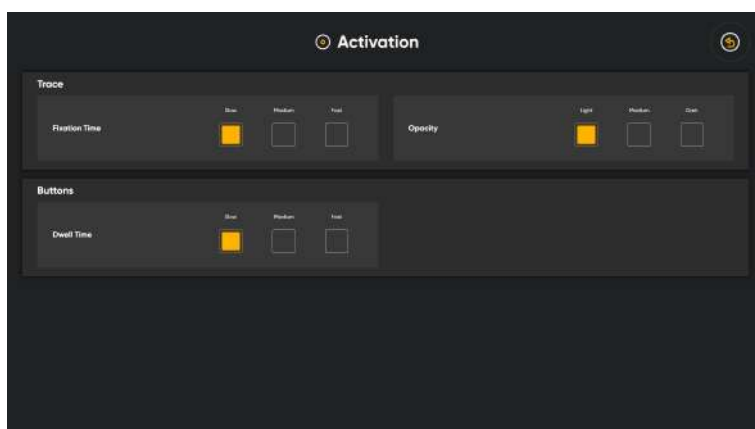 Activation
Trace
Fixation Time
Slow Medium Fast
Opacity
Light Medium Dark
Buttons
Dwell Time
Slow Medium Fast